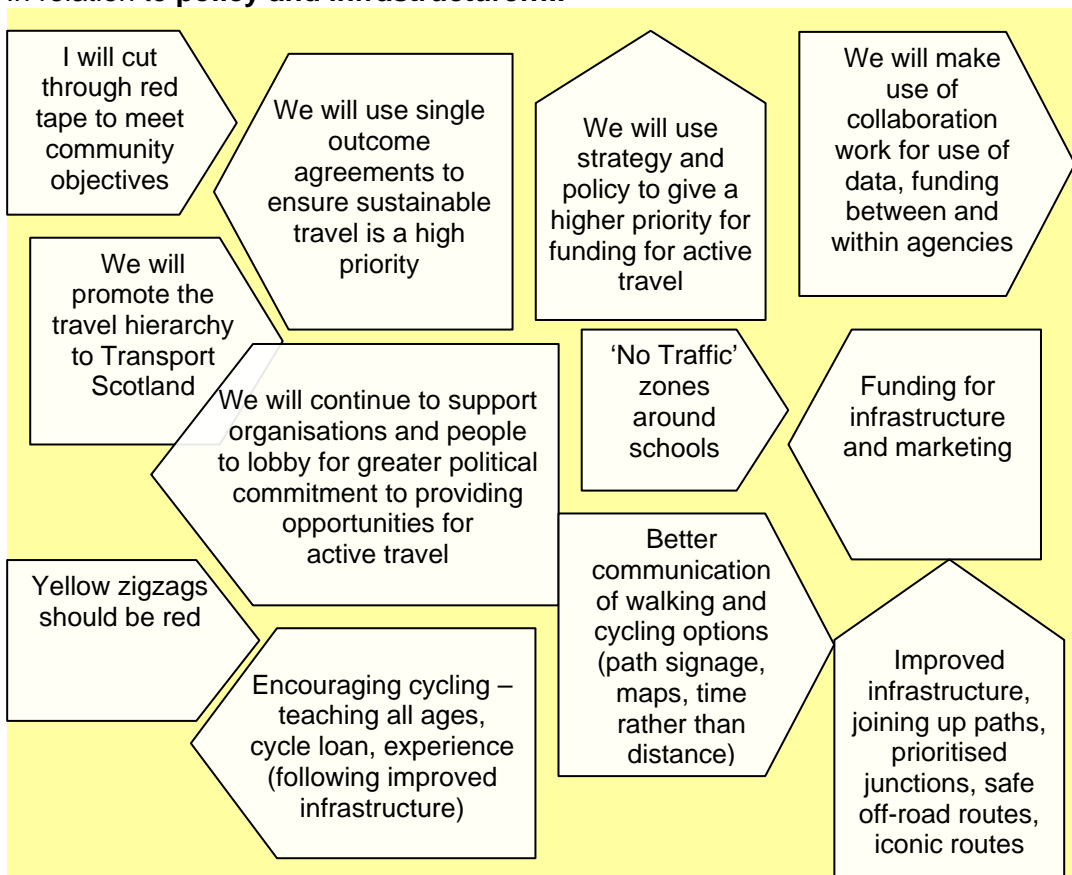 in relation to policy and infrastructure.....
I will cut
through red
tape to meet
community
objectives
We will use single
outcome
agreements to
ensure sustainable
travel is a high
priority
We will use
strategy and
policy to give a
higher priority for
funding for active
travel
We will make
use of
collaboration
work for use of
data, funding
between and
within agencies
We will
promote the
travel hierarchy
to Transport
Scotland
We will continue to support
organisations and people
to lobby for greater political
commitment to providing
opportunities for
active travel
‘No Traffic’
zones
around
schools
Funding for
infrastructure
and marketing
Yellow zigzags
should be red
Encouraging cycling –
teaching all ages,
cycle loan, experience
(following improved
infrastructure)
Better
communication
of walking and
cycling options
(path signage,
maps, time
rather than
distance)
Improved
infrastructure,
joining up paths,
prioritised
junctions, safe
off-road routes,
iconic routes